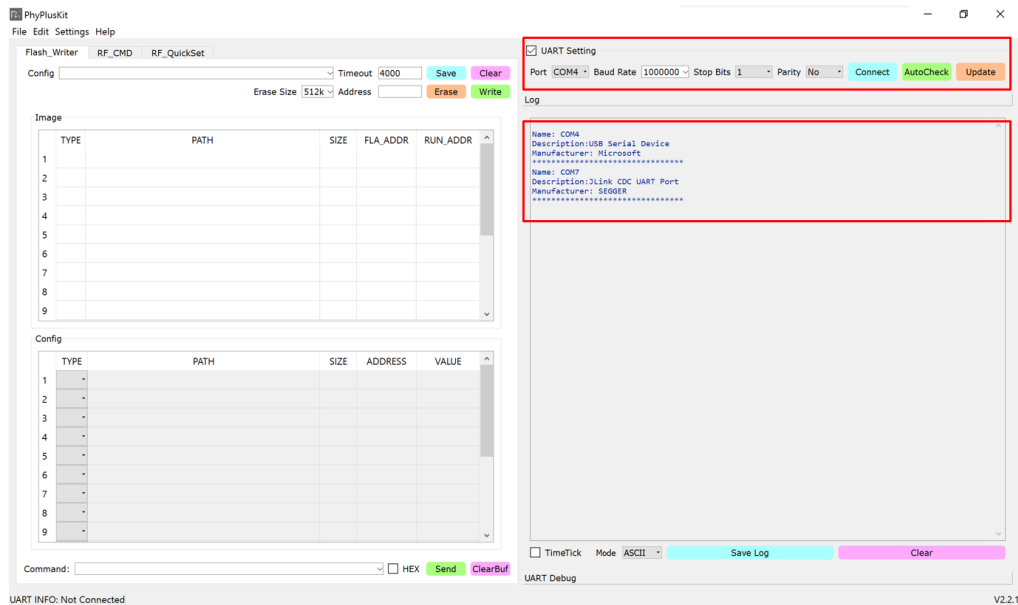 PhyPlusKit
File Edit Settings Help
Flash_Writer RF_CMD RF_QuickSet
Config Timeout 4000 Save Clear
Erase Size 512k Address Erase Write
Image
TYPE PATH SIZE FLA_ADDR RUN_ADDR
1
2
3
4
5
6
7
8
9
Config
TYPE PATH SIZE ADDRESS VALUE
1
2
3
4
5
6
7
8
9
Command: HEX Send ClearBuf
UART INFO: Not Connected
UART Setting
Port COM4 Baud Rate 1000000 Stop Bits 1 Parity No Connect AutoCheck Update
Log
Name: COM4
Description:USB Serial Device
Manufacturer: Microsoft
********************************
Name: COM7
Description:JLink CDC UART Port
Manufacturer: SEGGER
********************************
TimeTick Mode ASCII Save Log Clear
UART Debug
V2.2.1